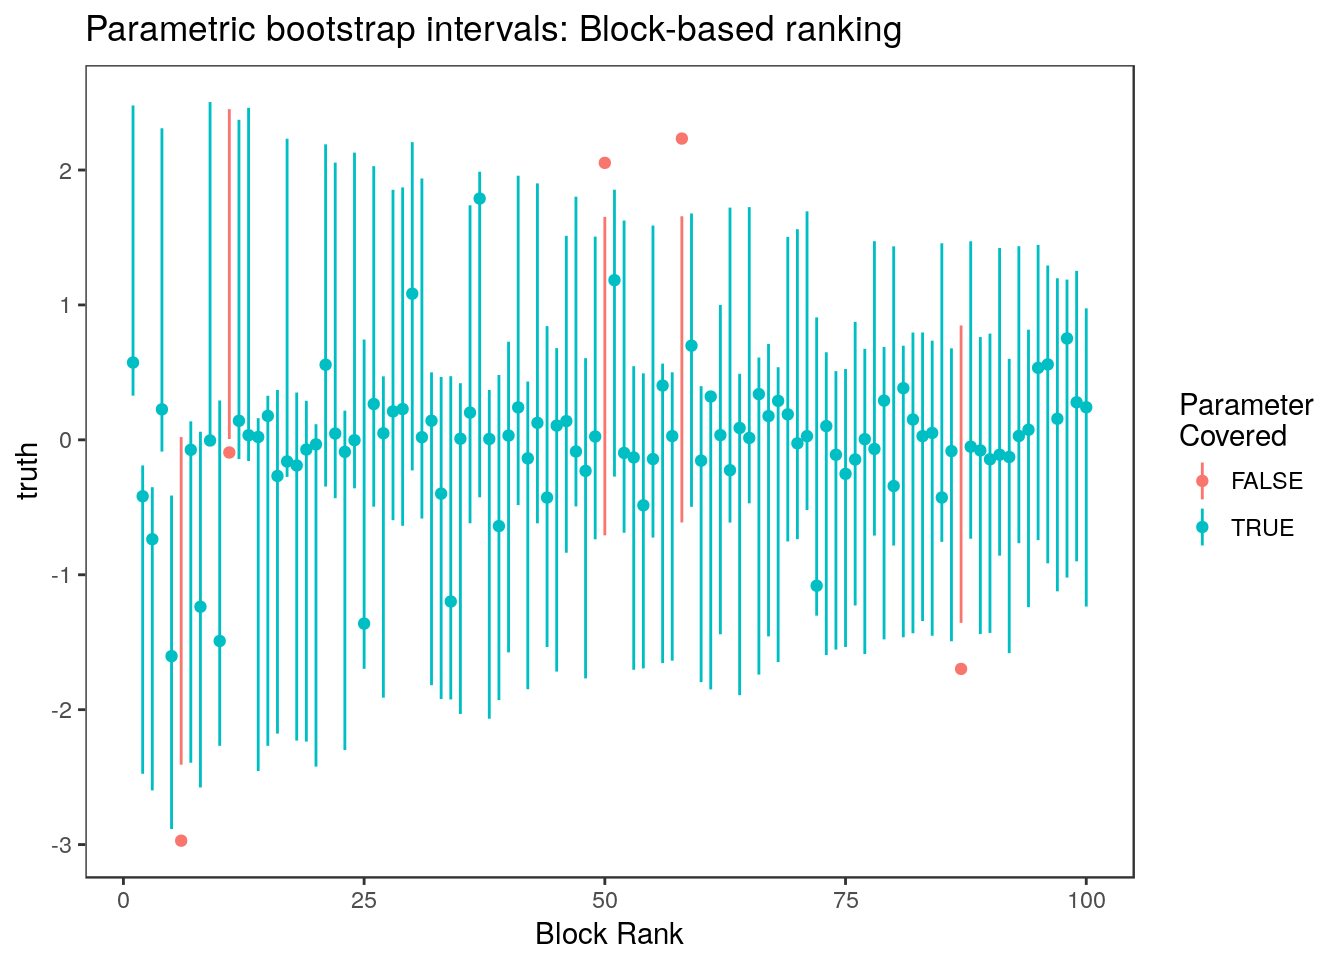 Parametric bootstrap intervals: Block-based ranking
truth
2
1
0
-1
-2
-3
0 25 50 75 100
Block Rank
Parameter
Covered
FALSE
TRUE